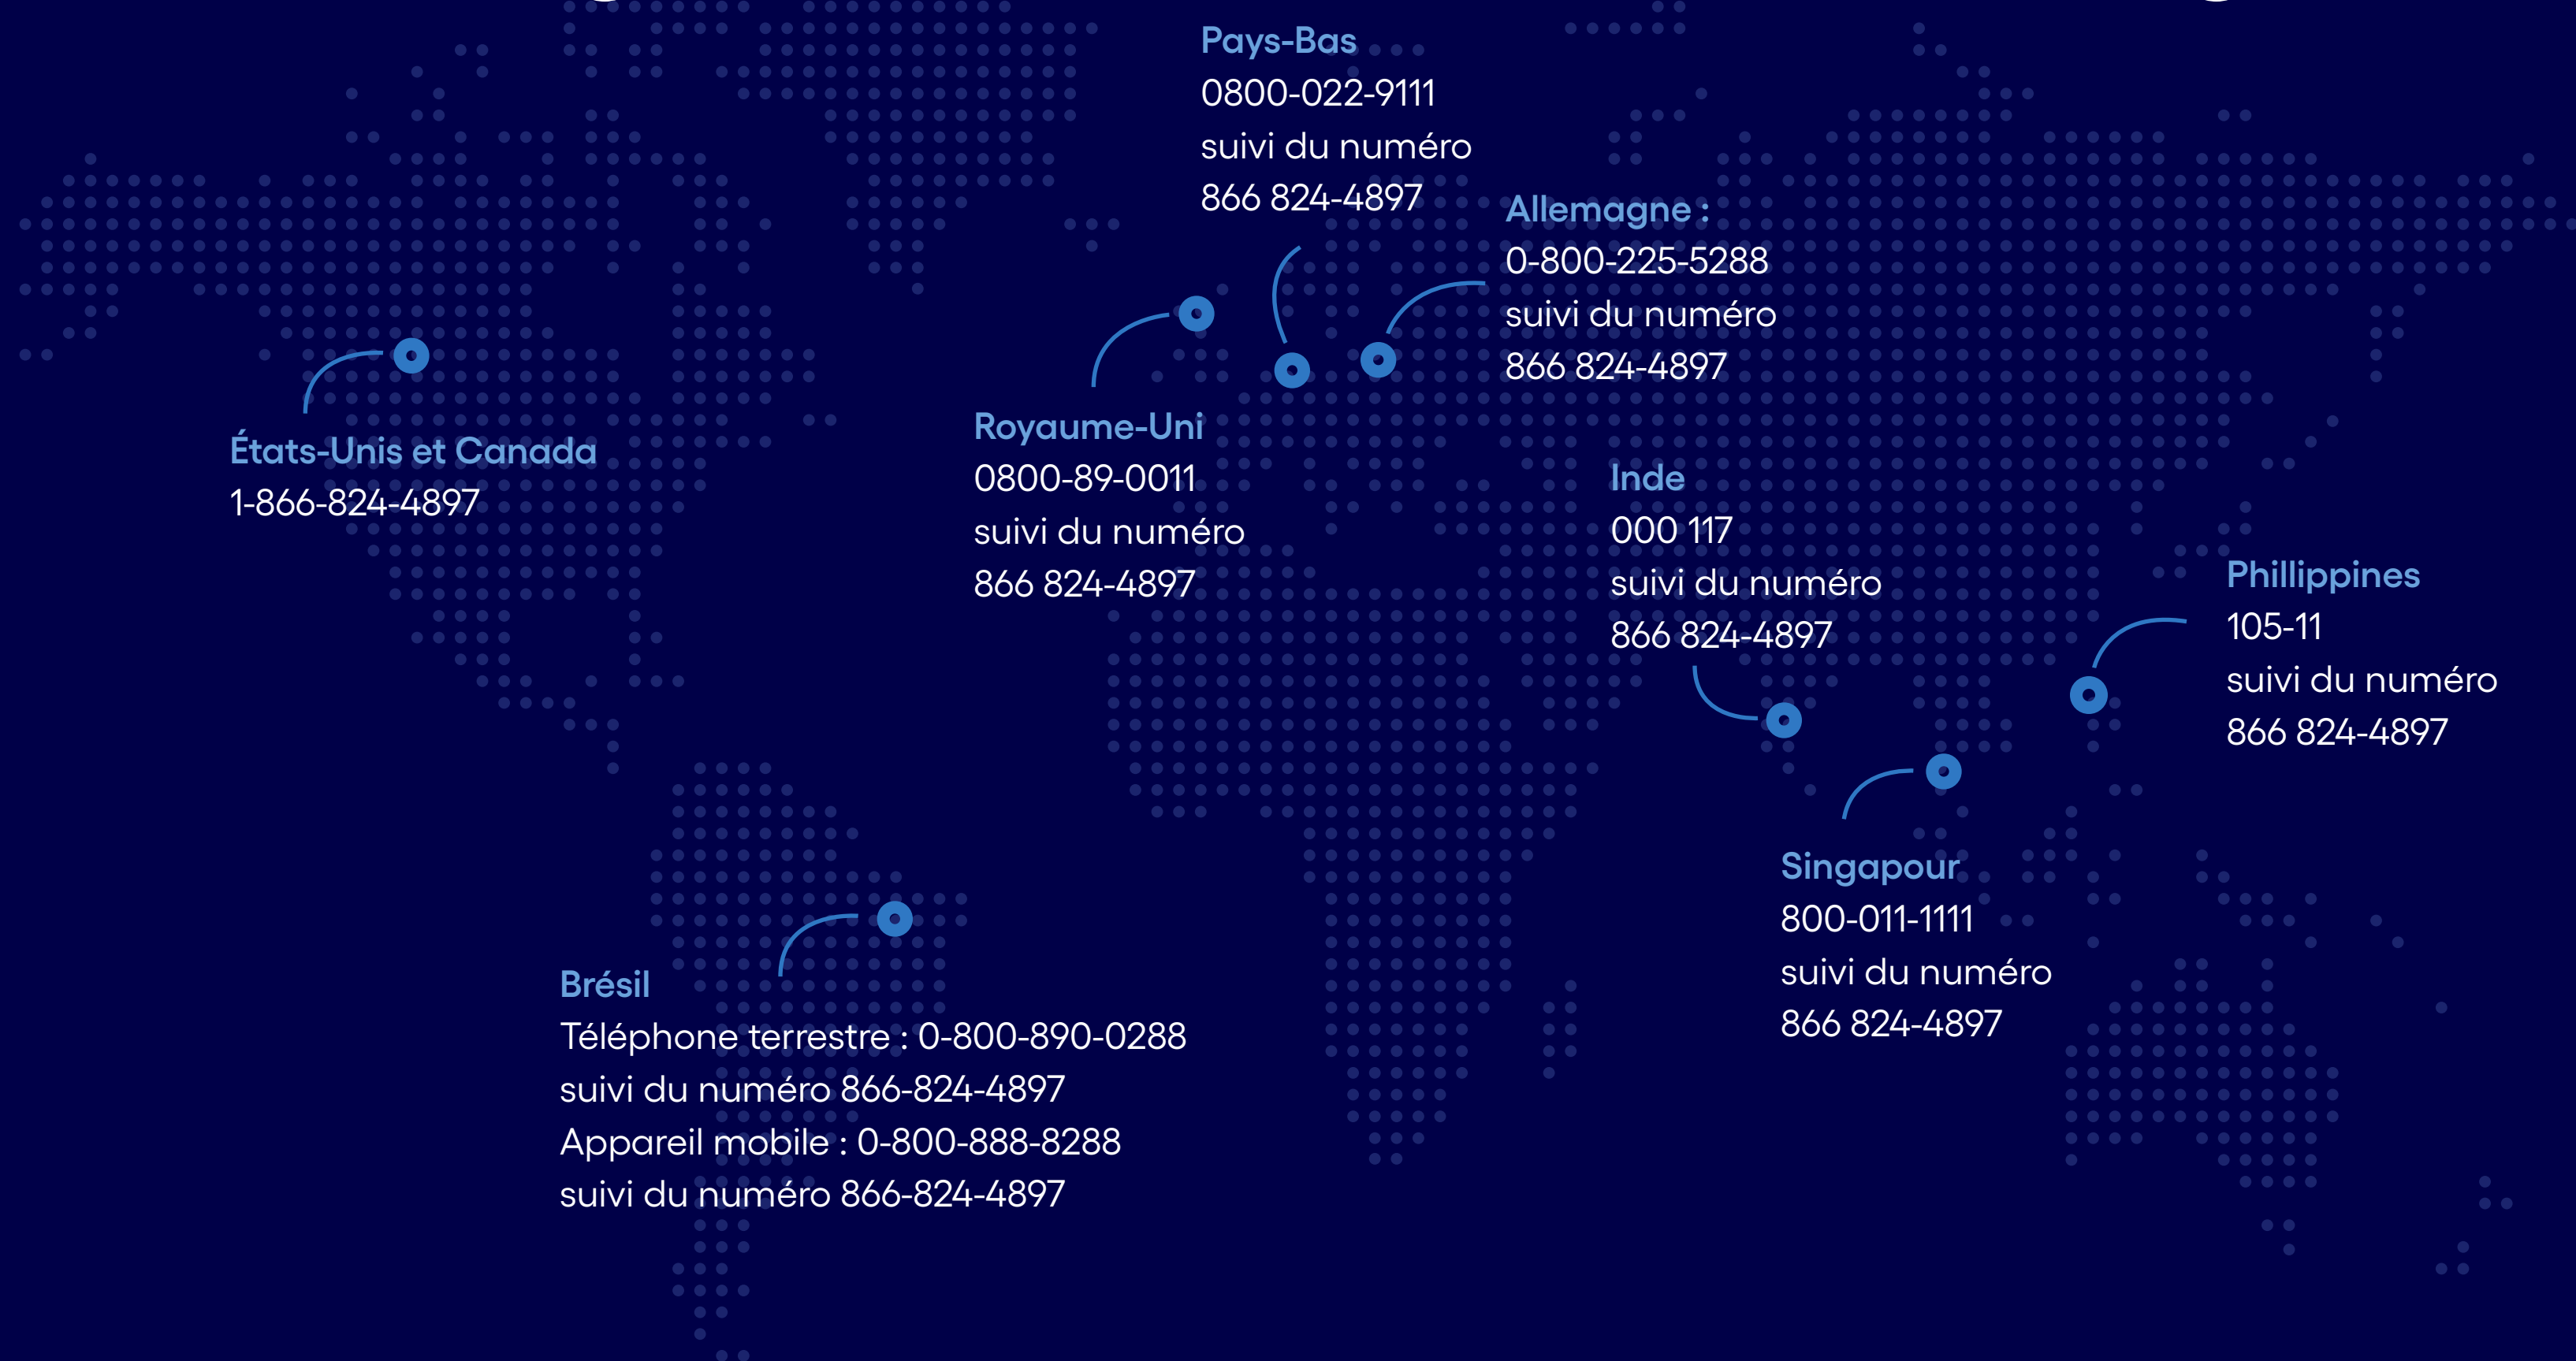 Pays-Bas
0800-022-9111
suivi du numéro
866 824-4897
Allemagne :
0-800-225-5288
suivi du numéro
866 824-4897
États-Unis et Canada
1-866-824-4897
Royaume-Uni
0800-89-0011
suivi du numéro
866 824-4897
Inde
000 117
suivi du numéro
866 824-4897
Phillippines
105-11
suivi du numéro
866 824-4897
Singapour
800-011-1111
suivi du numéro
866 824-4897
Brésil
Téléphone terrestre : 0-800-890-0288
suivi du numéro 866-824-4897
Appareil mobile : 0-800-888-8288
suivi du numéro 866-824-4897